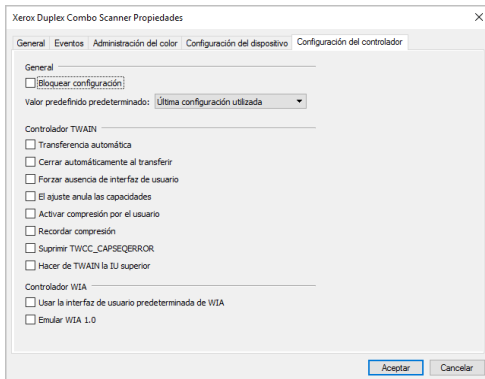 Xerox Duplex Combo Scanner Propiedades
General Eventos Administración del color Configuración del dispositivo Configuración del controlador
General
Bloquear configuración
Valor predefinido predeterminado: Última configuración utilizada
Controlador TWAIN
Transferencia automática
Cerrar automáticamente al transferir
Forzar ausencia de interfaz de usuario
El ajuste anula las capacidades
Activar compresión por el usuario
Recordar compresión
Suprimir TWCC_CAPSEQERROR
Hacer de TWAIN la IU superior
Controlador WIA
Usar la interfaz de usuario predeterminada de WIA
Emular WIA 1.0
Aceptar Cancelar